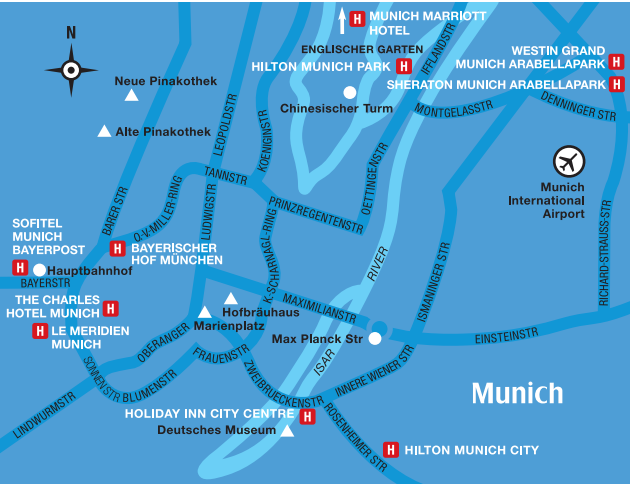 N
H MUNICH MARRIOTT
HOTEL
ENGLISCHER GARTEN
HILTON MUNICH PARK H
IFFLANDSTR
WESTIN GRAND
MUNICH ARABELLAPARK H
SHERATON MUNICH ARABELLAPARK H
Neue Pinakothek
Chinesischer Turm
MONTGELASSTR
DENNINGER STR
Alte Pinakothek
LEOPOLDSTR
KOENIGINSTR
TANNSTR
PRINZREGENTENSTR
OETTINGENSTR
Munich
International
Airport
BARER STR
O-V-MILLER-RING
LUDWIGSTR
K-SCHARNAGL-RING
SOFITEL
MUNICH
BAYERPOST
H
Hauptbahnhof
BAYERSTR
H BAYERISCHER
HOF MÜNCHEN
RIVER
ISAR
ISMANINGER STR
RICHARD-STRAUSS-STR
THE CHARLES
HOTEL MUNICH H
H LE MERIDIEN
MUNICH
Hofbräuhaus
Marienplatz
MAXIMILIANSTR
Max Planck Str
EINSTEINSTR
OBERANGER
FRAUENSTR
SONNENSTR
BLUMENSTR
ZWEIBRUECKENSTR
INNERE WIENER STR
LINDWURMSTR
Munich
HOLIDAY INN CITY CENTRE H
Deutsches Museum
ROSENHEIMER STR
H HILTON MUNICH CITY